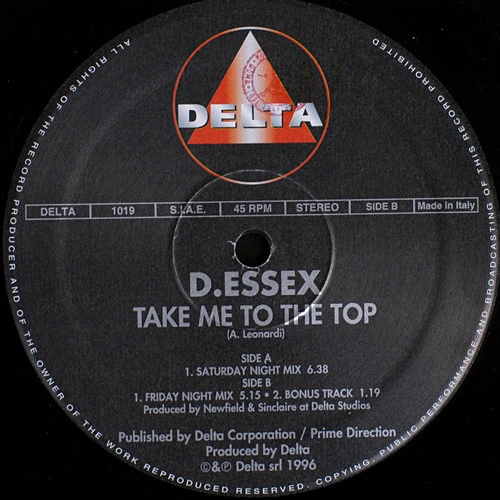 DELTA
DELTA 1019 S.I.A.E. 45 RPM STEREO SIDE B Made In Italy
D.ESSEX
TAKE ME TO THE TOP
(A. Leonardi)
SIDE A
1. SATURDAY NIGHT MIX 6.38
SIDE B
1. FRIDAY NIGHT MIX 5.15 • 2. BONUS TRACK 1.19
Produced by Newfield & Sinclaire at Delta Studios
Published by Delta Corporation / Prime Direction
Produced by Delta
©&℗ Delta srl 1996
ALL RIGHTS OF THE RECORD PRODUCER AND OF THE OWNER OF THE WORK REPRODUCED RESERVED. COPYING, PUBLIC PERFORMANCE AND BROADCASTING OF THIS RECORD PROHIBITED